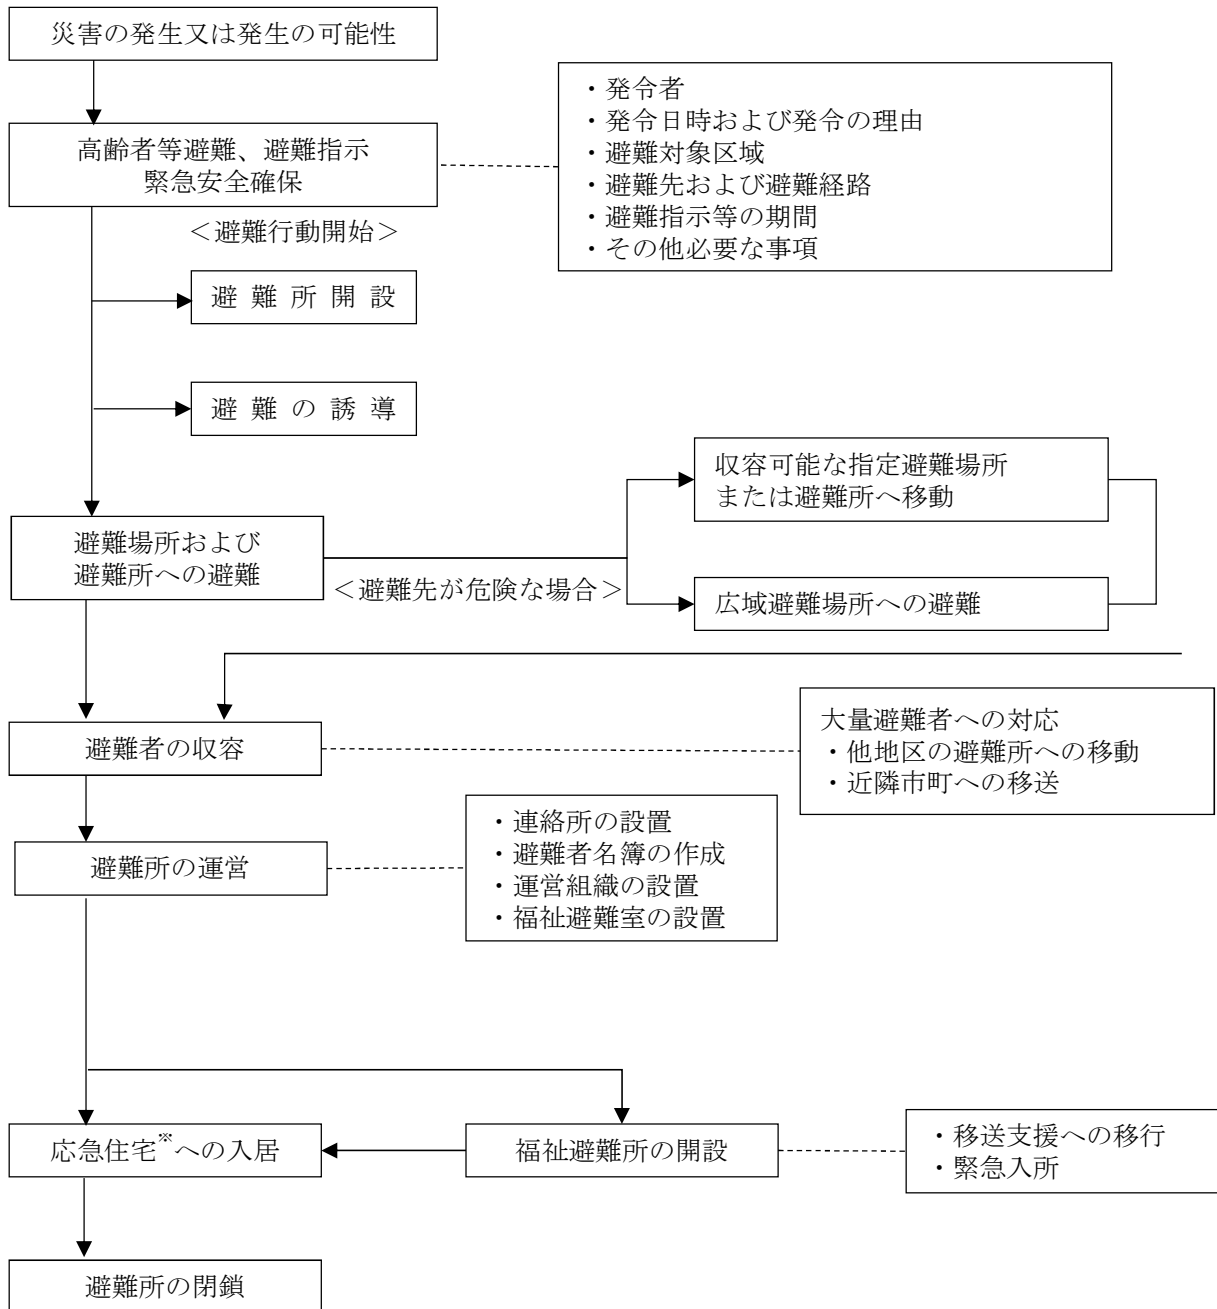 災害の発生又は発生の可能性
・発令者
・発令日時および発令の理由
・避難対象区域
・避難先および避難経路
・避難指示等の期間
・その他必要な事項
高齢者等避難、避難指示
緊急安全確保
＜避難行動開始＞
避難所開設
避難の誘導
収容可能な指定避難場所
または避難所へ移動
避難場所および
避難所への避難
＜避難先が危険な場合＞
広域避難場所への避難
避難者の収容
大量避難者への対応
・他地区の避難所への移動
・近隣市町への移送
避難所の運営
・連絡所の設置
・避難者名簿の作成
・運営組織の設置
・福祉避難室の設置
応急住宅※への入居
福祉避難所の開設
・移送支援への移行
・緊急入所
避難所の閉鎖